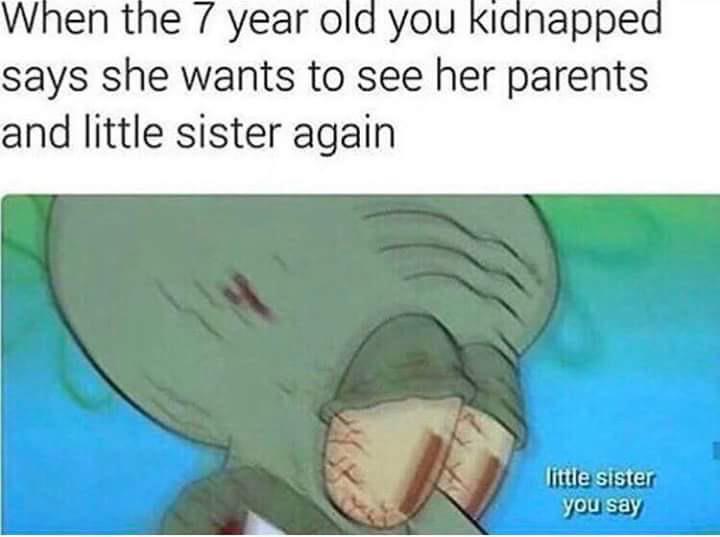 When the 7 year old you kidnapped
says she wants to see her parents
and little sister again
little sister
you say